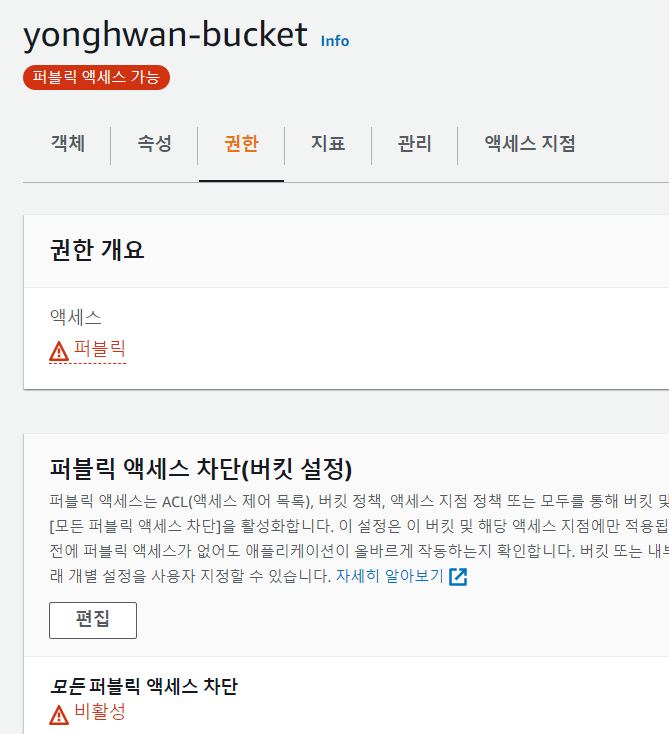 yonghwan-bucket Info
퍼블릭 액세스 가능
객체 속성 권한 지표 관리 액세스 지점
권한 개요
액세스
퍼블릭
퍼블릭 액세스 차단(버킷 설정)
퍼블릭 액세스는 ACL(액세스 제어 목록), 버킷 정책, 액세스 지점 정책 또는 모두를 통해 버킷 및
[모든 퍼블릭 액세스 차단]을 활성화합니다. 이 설정은 이 버킷 및 해당 액세스 지점에만 적용됩
전에 퍼블릭 액세스가 없어도 애플리케이션이 올바르게 작동하는지 확인합니다. 버킷 또는 내부
래 개별 설정을 사용자 지정할 수 있습니다. 자세히 알아보기
편집
모든 퍼블릭 액세스 차단
비활성